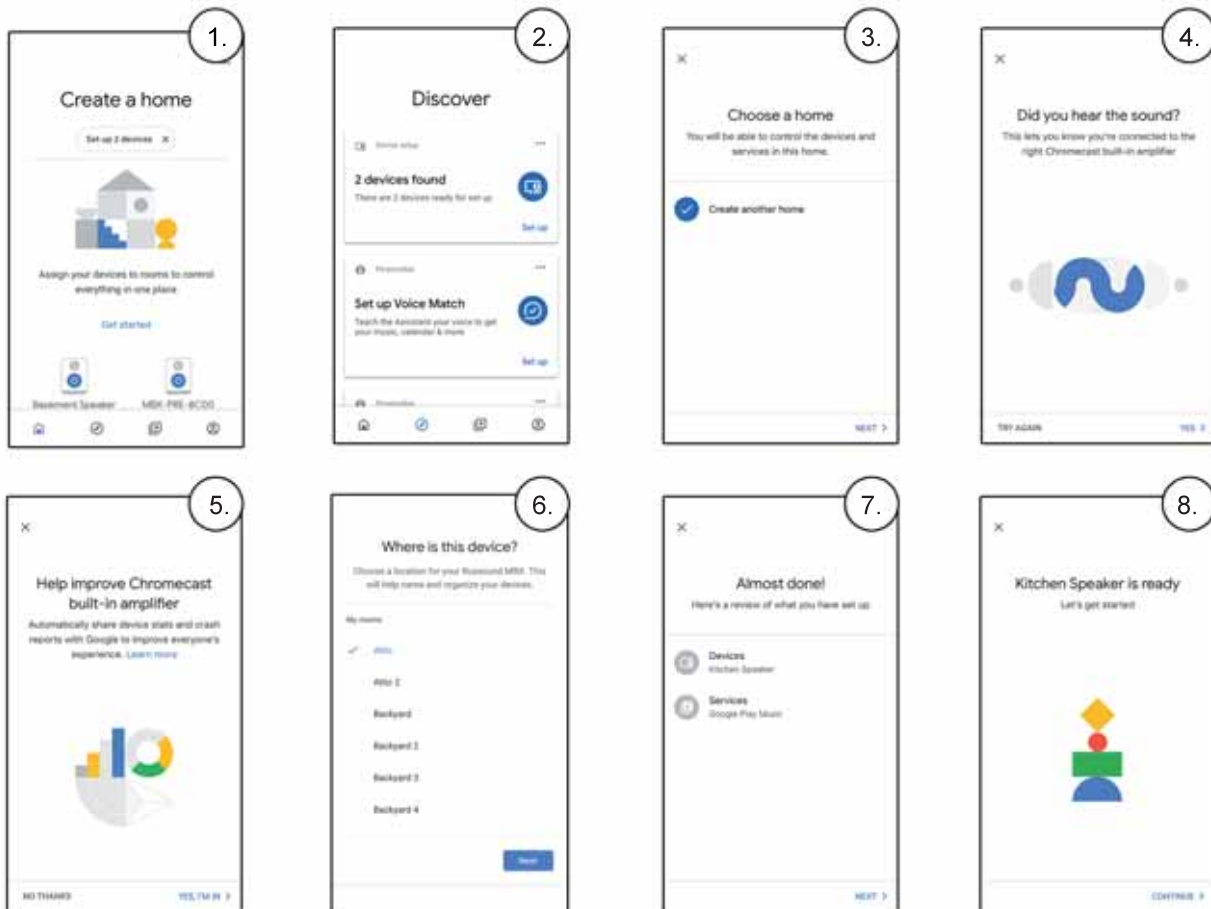 1.
Create a home
Set up 2 devices X
Assign your devices to rooms to control
everything in one place
Get started
Basement Speaker MBX-PRE-8CD5
2.
Discover
Device setup
2 devices found
There are 2 devices ready for set up
Set up
Personalize
Set up Voice Match
Teach the Assistant your voice to get
your music, calendar & more
Set up
Personalize
3.
Choose a home
You will be able to control the devices and
services in this home.
Create another home
NEXT >
4.
Did you hear the sound?
This lets you know you're connected to the
right Chromecast built-in amplifier
TRY AGAIN YES >
5.
Help improve Chromecast
built-in amplifier
Automatically share device stats and crash
reports with Google to improve everyone's
experience. Learn more
NO THANKS YES, I'M IN >
6.
Where is this device?
Choose a location for your Russound MBX. This
will help name and organize your devices.
My rooms
Attic
Attic 2
Backyard
Backyard 2
Backyard 3
Backyard 4
Next
7.
Almost done!
Here's a review of what you have set up
Devices
Kitchen Speaker
Services
Google Play Music
NEXT >
8.
Kitchen Speaker is ready
Let's get started
CONTINUE >